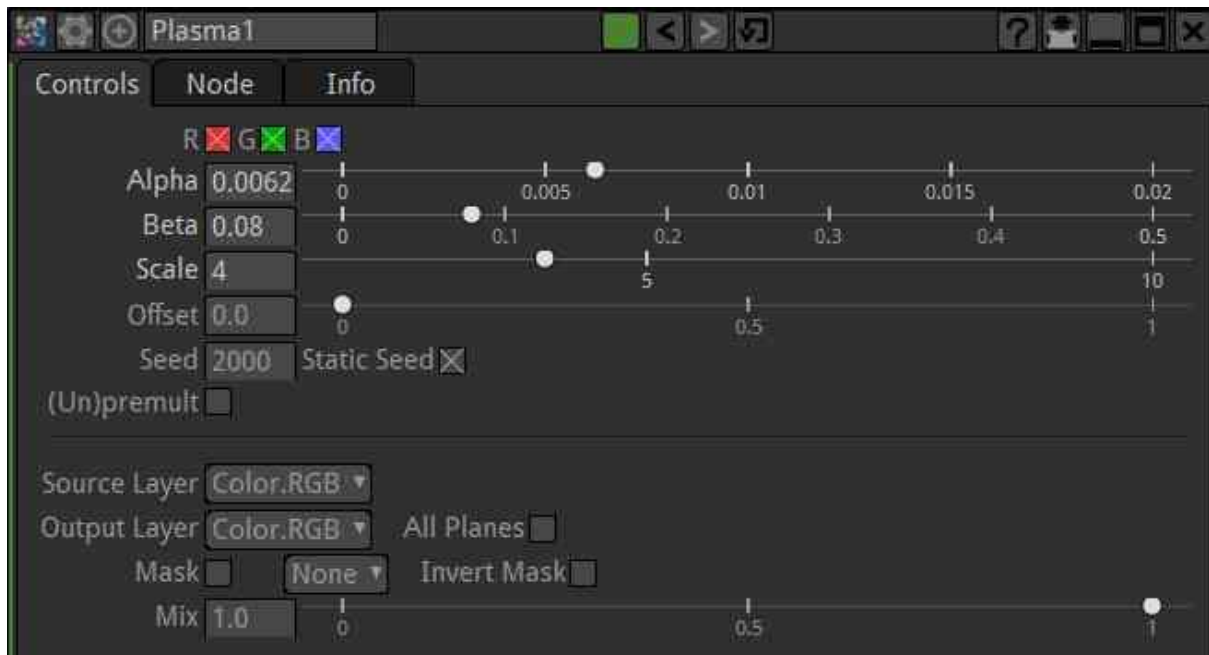 Plasma1 < > ?
Controls Node Info
R G B
Alpha 0.0062 0 0.005 0.01 0.015 0.02
Beta 0.08 0 0.1 0.2 0.3 0.4 0.5
Scale 4 5 10
Offset 0.0 0 0.5 1
Seed 2000 Static Seed
(Un)premult
Source Layer Color.RGB
Output Layer Color.RGB All Planes
Mask None Invert Mask
Mix 1.0 0 0.5 1